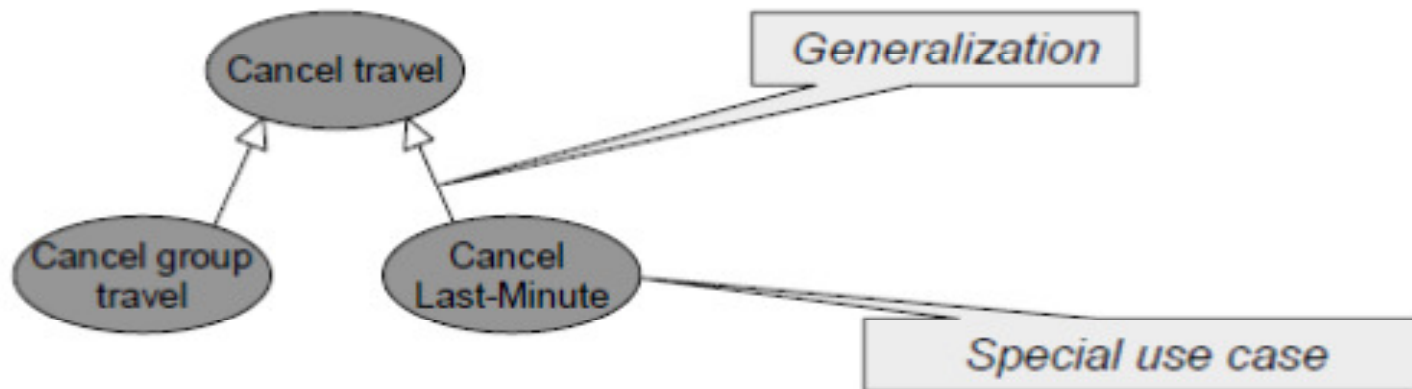 Cancel travel
Generalization
Cancel group
travel
Cancel
Last-Minute
Special use case